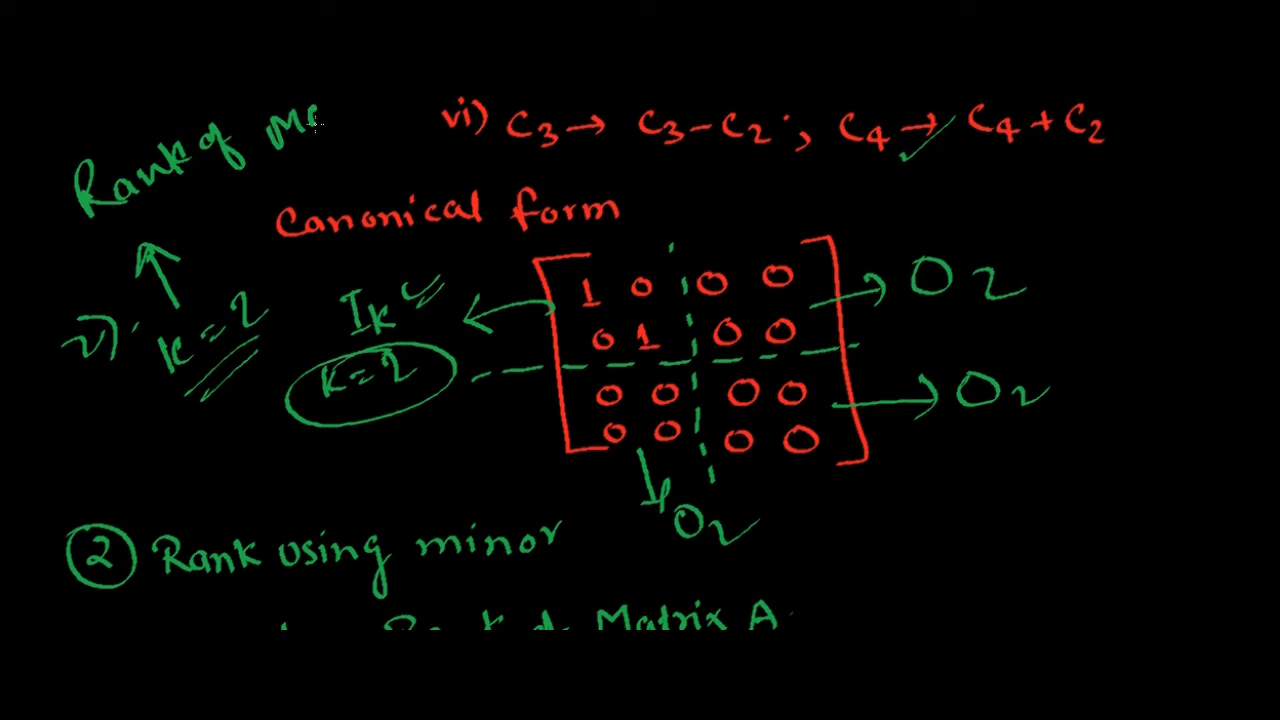 Rank of Ma
vi) C3 → C3 - C2 ; C4 → C4 + C2
Canonical form
1 0 0 0 → O2
0 1 0 0
0 0 0 0 → O2
0 0 0 0
Ik
k = 2
k = 2
O2
2 Rank using minor
Matrix A